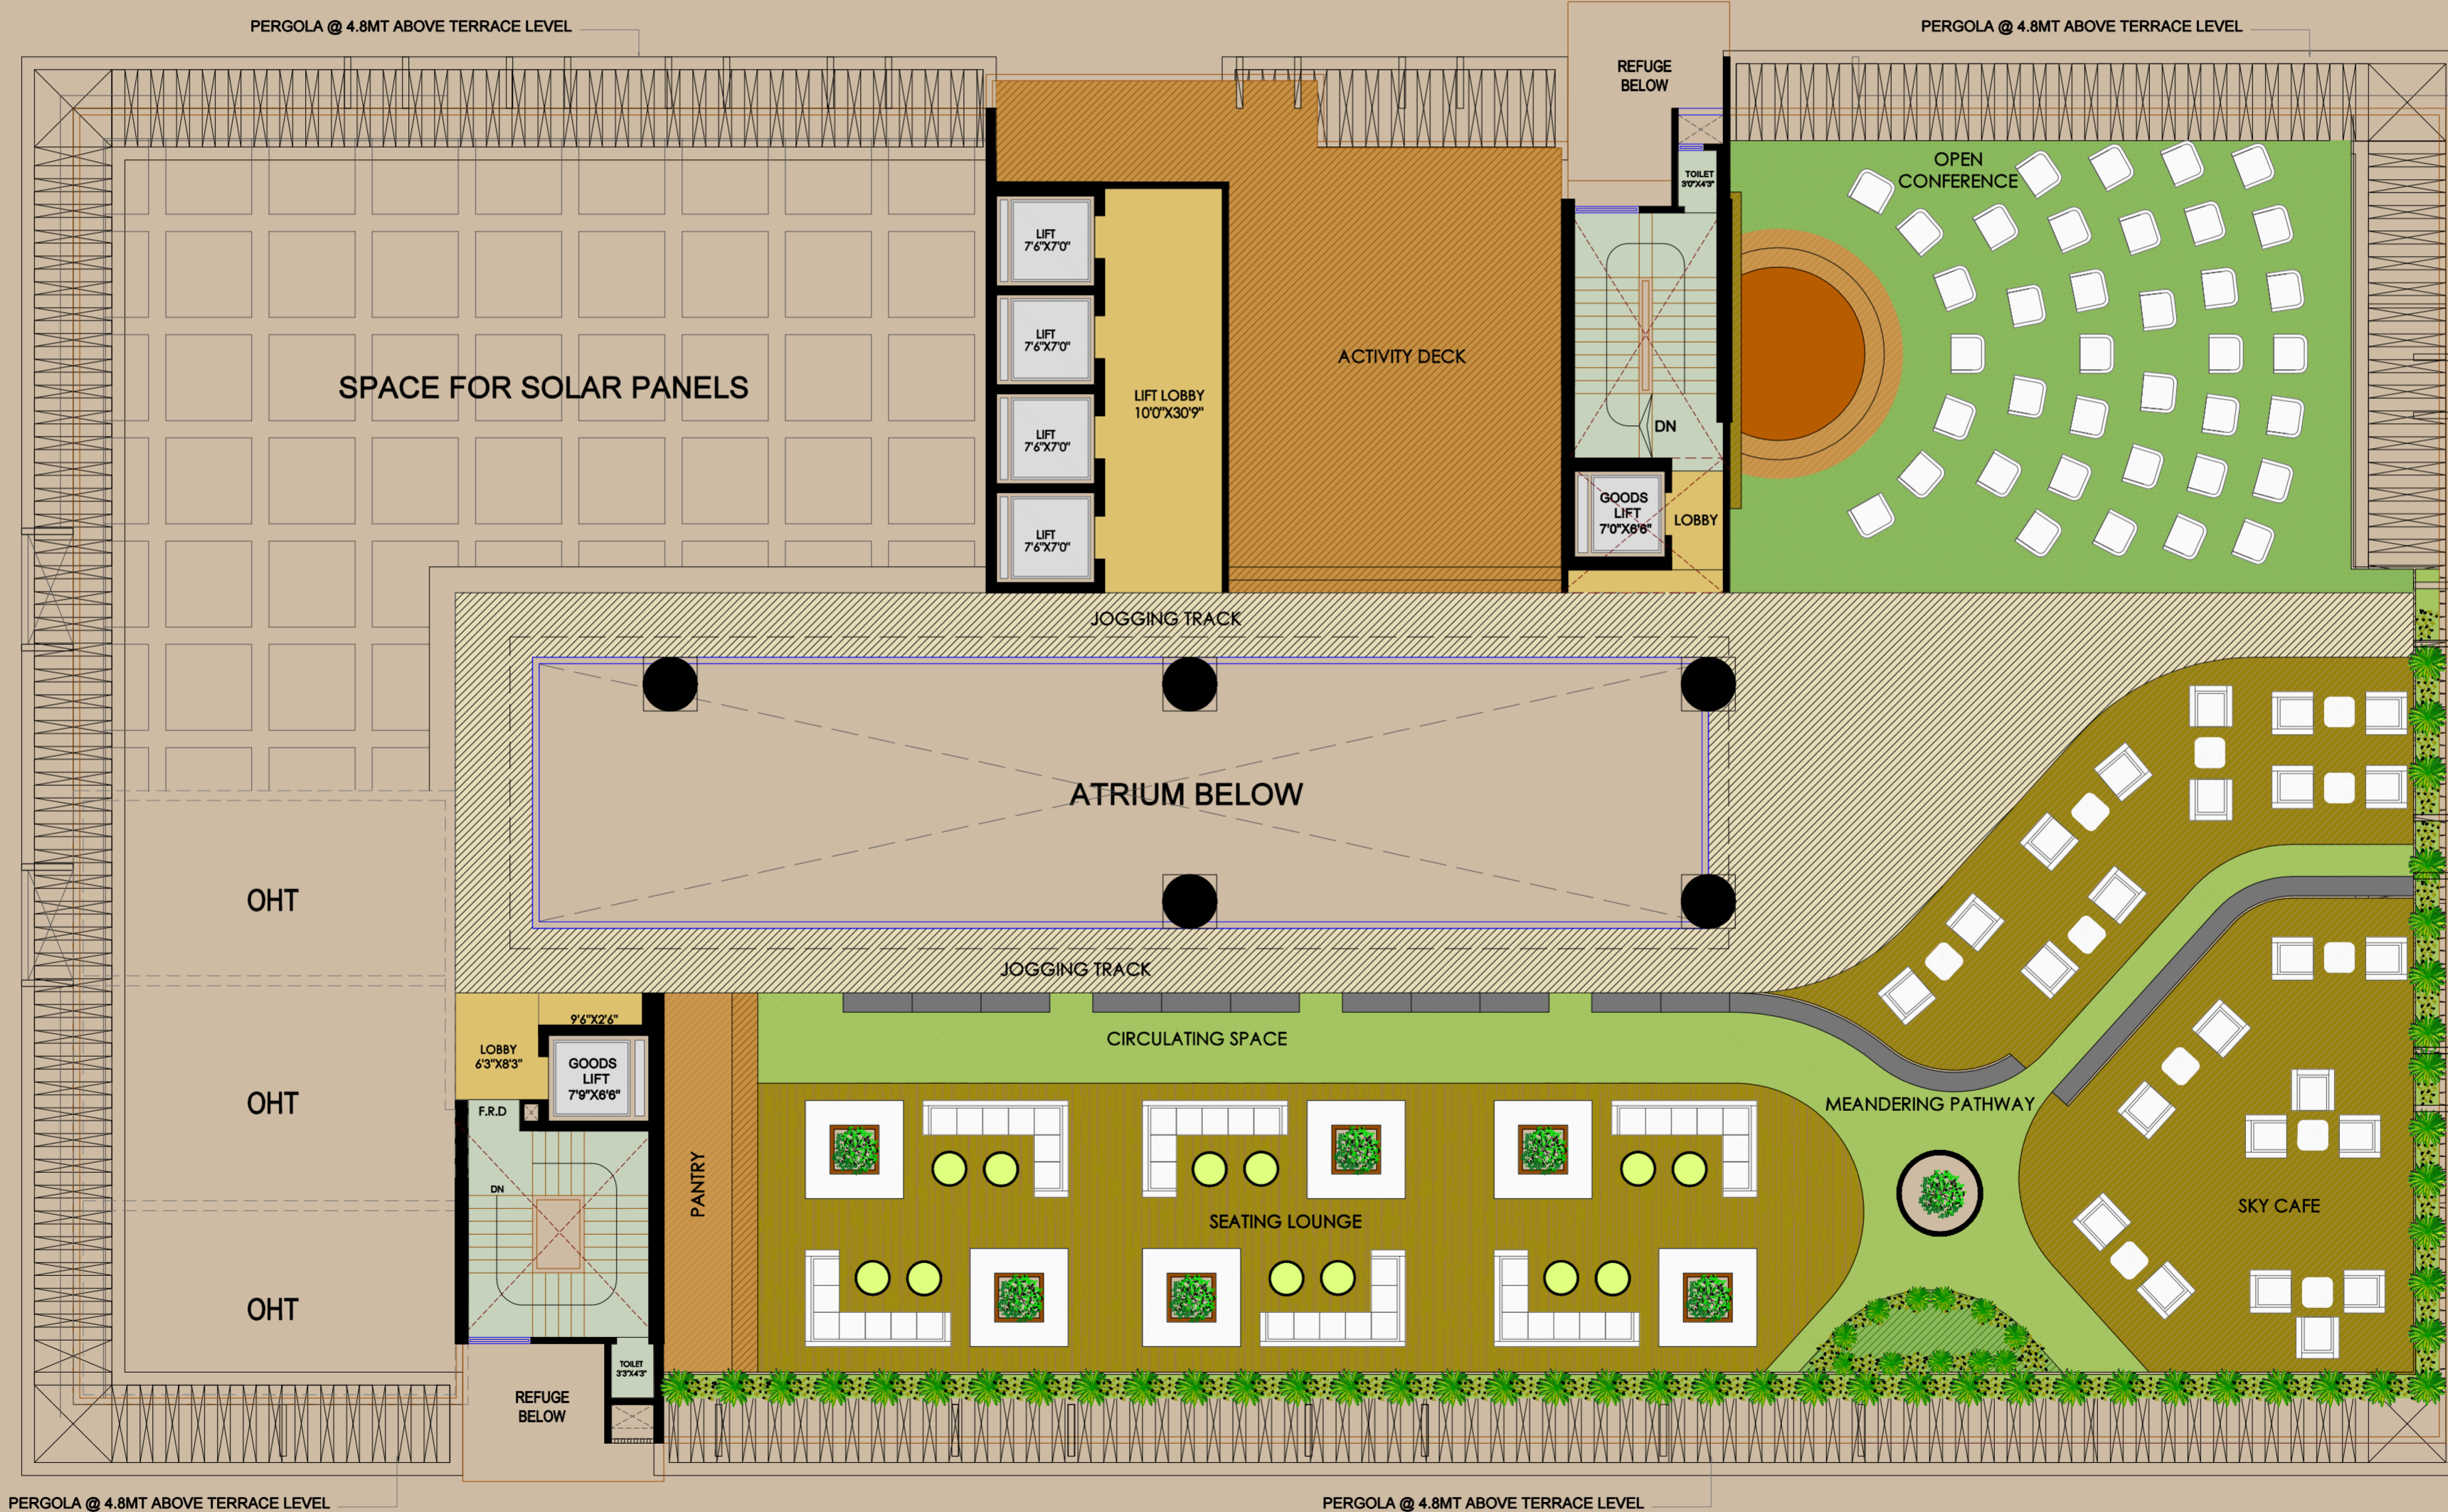 PERGOLA @ 4.8MT ABOVE TERRACE LEVEL
PERGOLA @ 4.8MT ABOVE TERRACE LEVEL
REFUGE
BELOW
OPEN
CONFERENCE
TOILET
3'0"X4'3"
LIFT
7'6"X7'0"
LIFT
7'6"X7'0"
LIFT
7'6"X7'0"
LIFT
7'6"X7'0"
SPACE FOR SOLAR PANELS
LIFT LOBBY
10'0"X30'9"
ACTIVITY DECK
DN
GOODS
LIFT
7'0"X6'6"
LOBBY
JOGGING TRACK
ATRIUM BELOW
OHT
JOGGING TRACK
9'6"X2'6"
LOBBY
6'3"X8'3"
GOODS
LIFT
7'9"X6'6"
CIRCULATING SPACE
OHT
F.R.D
MEANDERING PATHWAY
DN
PANTRY
SEATING LOUNGE
SKY CAFE
OHT
TOILET
3'3"X4'3"
REFUGE
BELOW
PERGOLA @ 4.8MT ABOVE TERRACE LEVEL
PERGOLA @ 4.8MT ABOVE TERRACE LEVEL